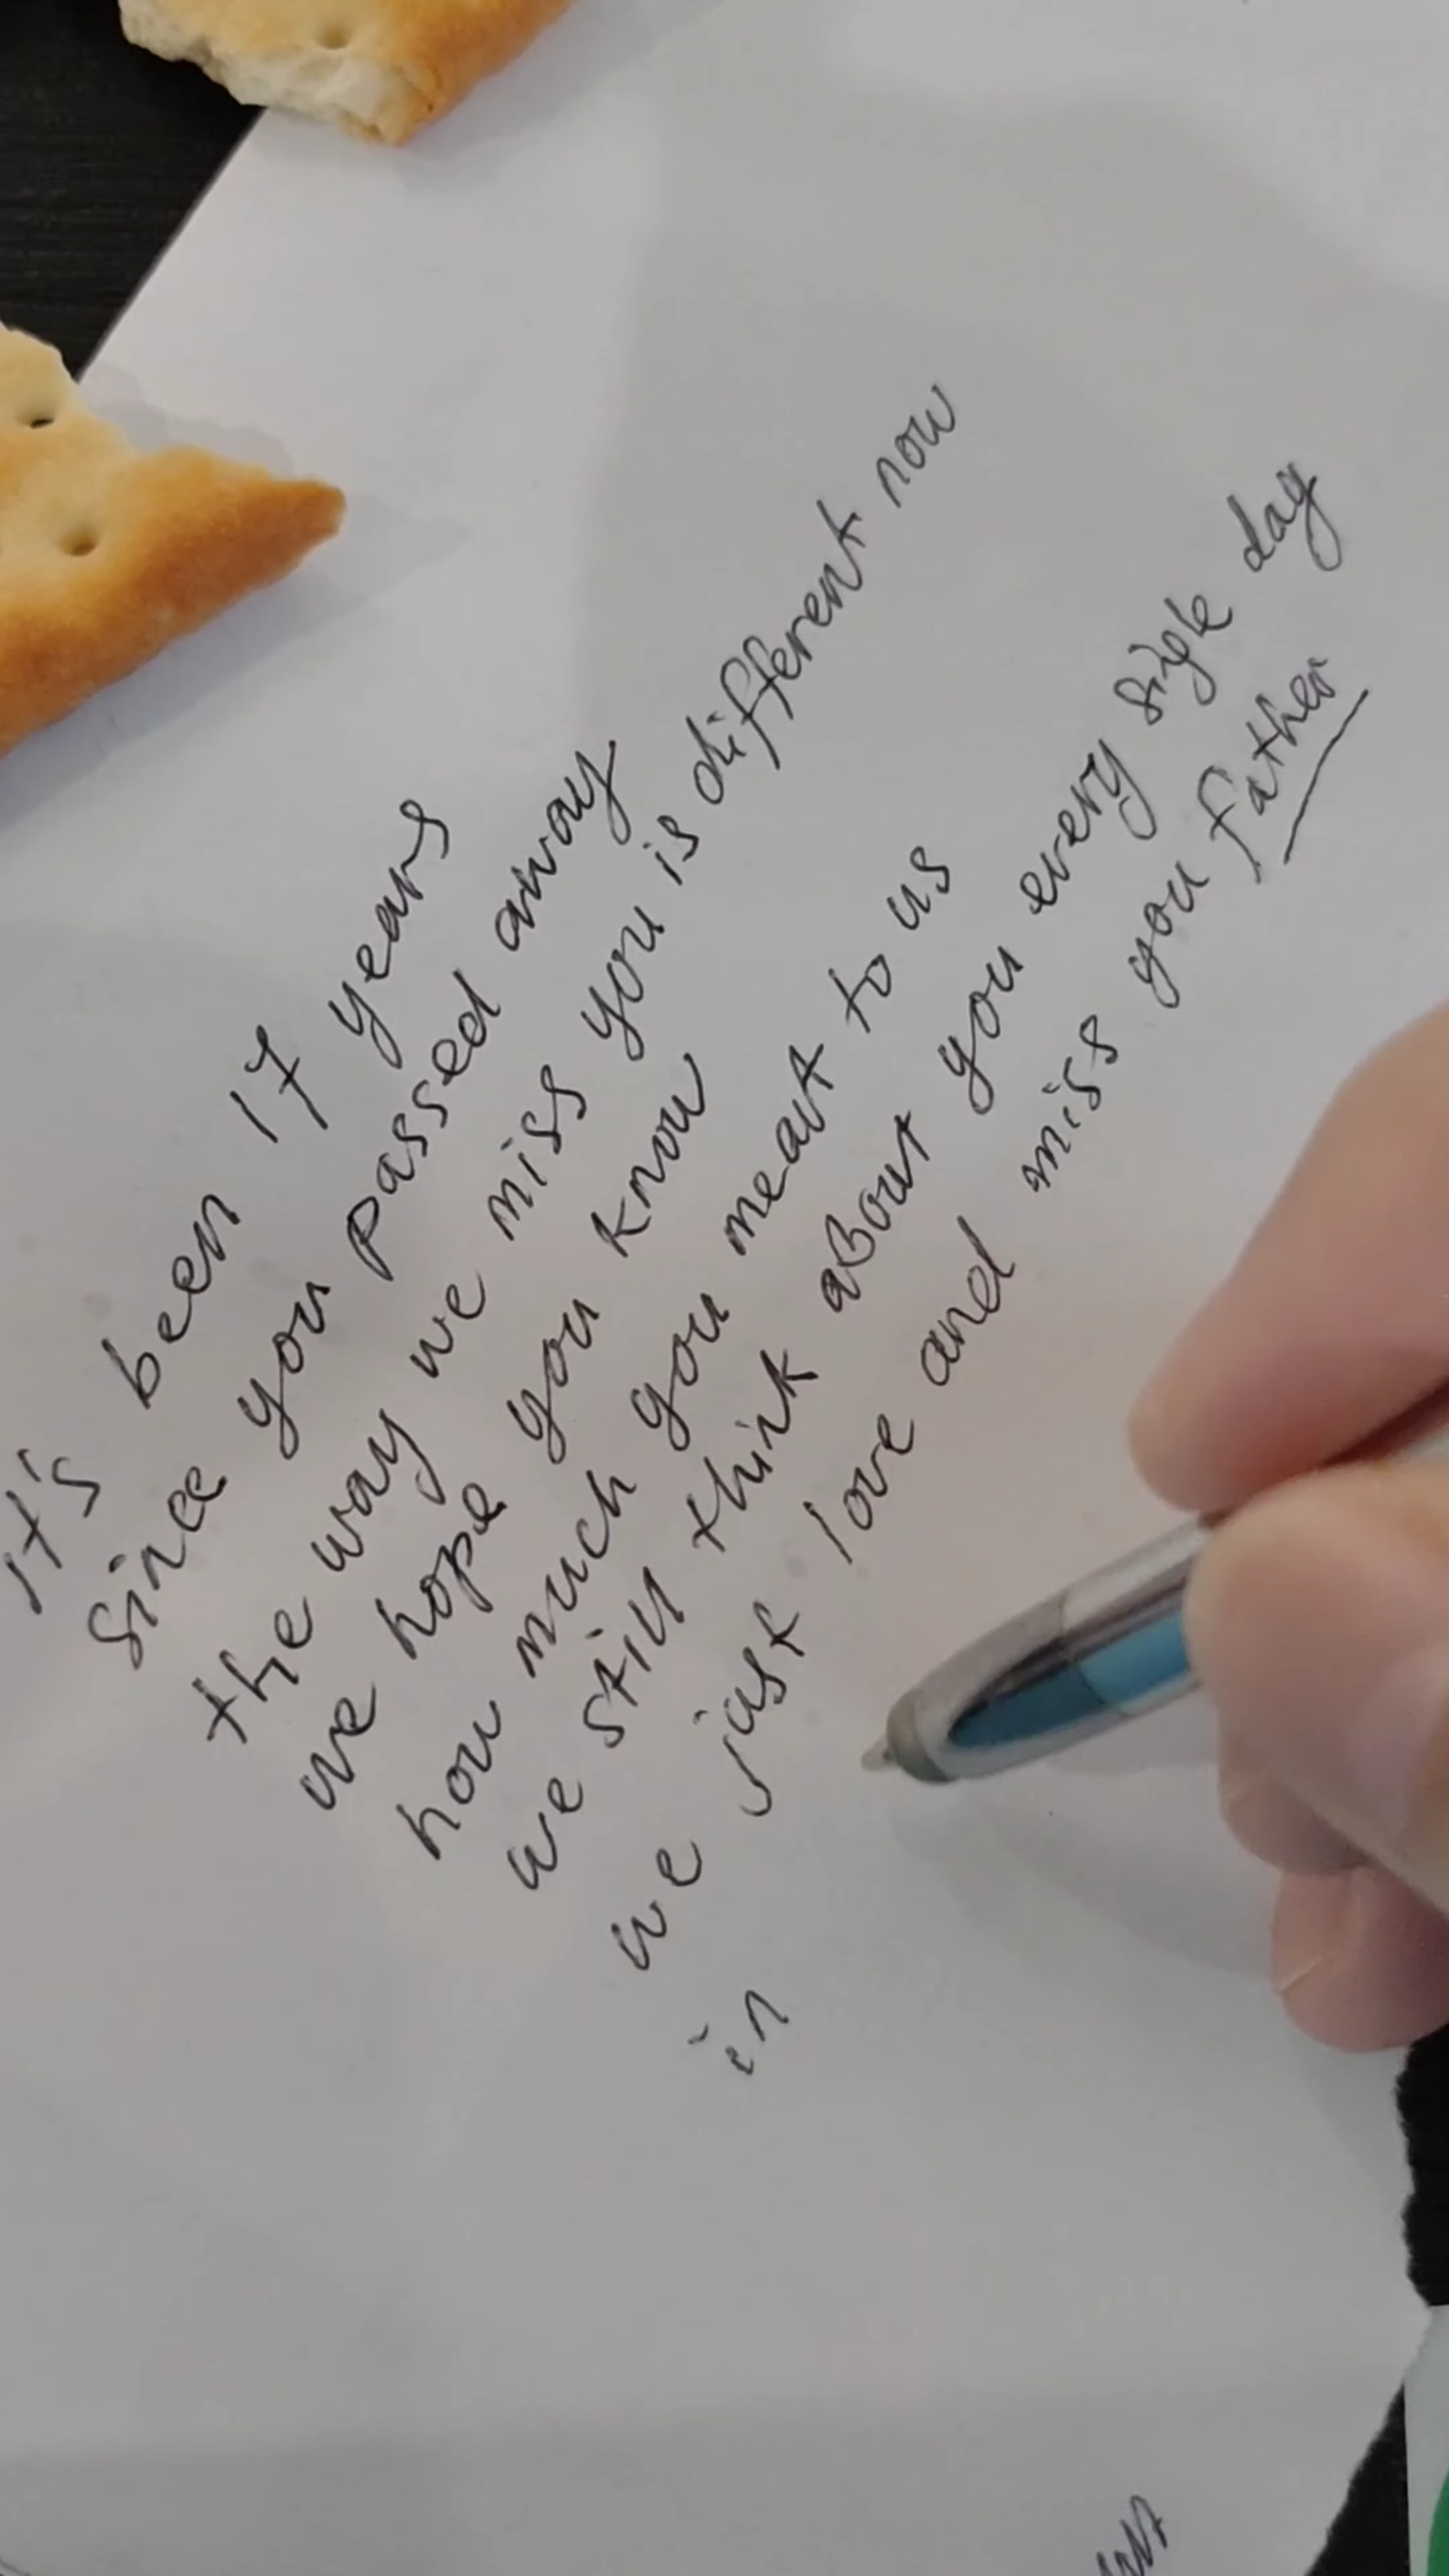 it's been 17 years
since you passed away
the way we miss you is different now
we hope you know
how much you meant to us
we still think about you every single day
we just love and miss you father
in